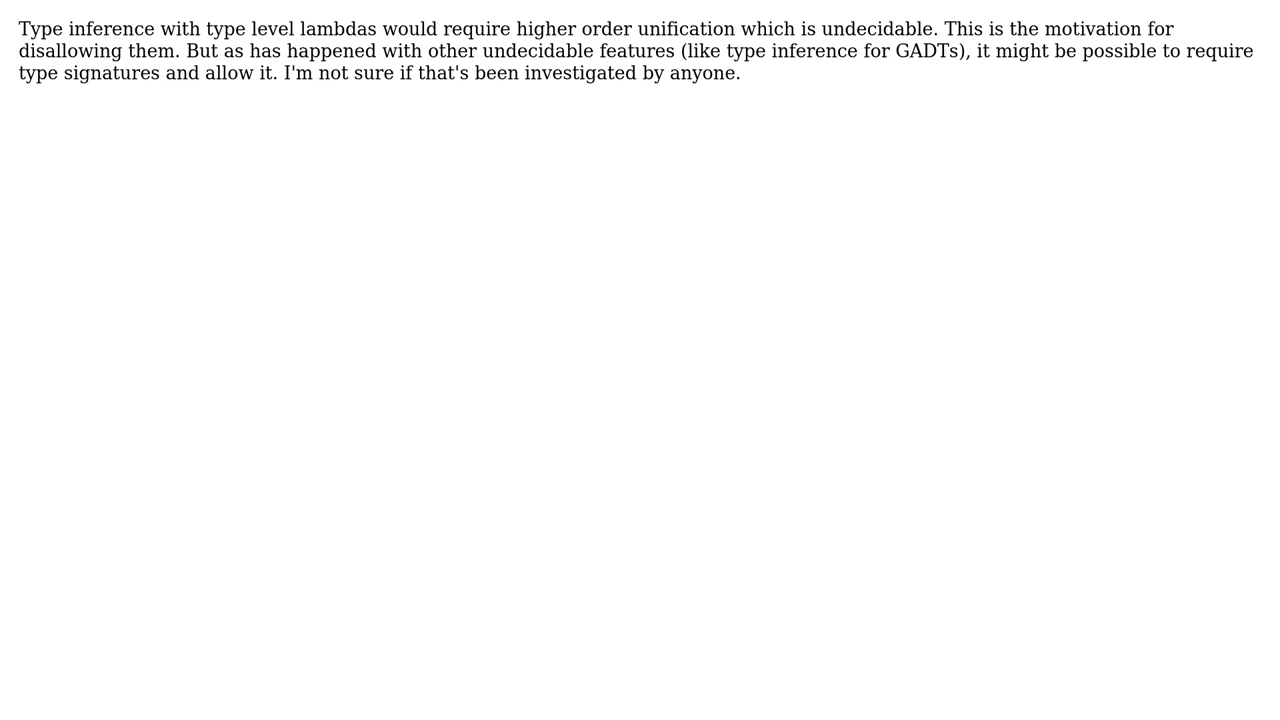 Type inference with type level lambdas would require higher order unification which is undecidable. This is the motivation for
disallowing them. But as has happened with other undecidable features (like type inference for GADTs), it might be possible to require
type signatures and allow it. I'm not sure if that's been investigated by anyone.